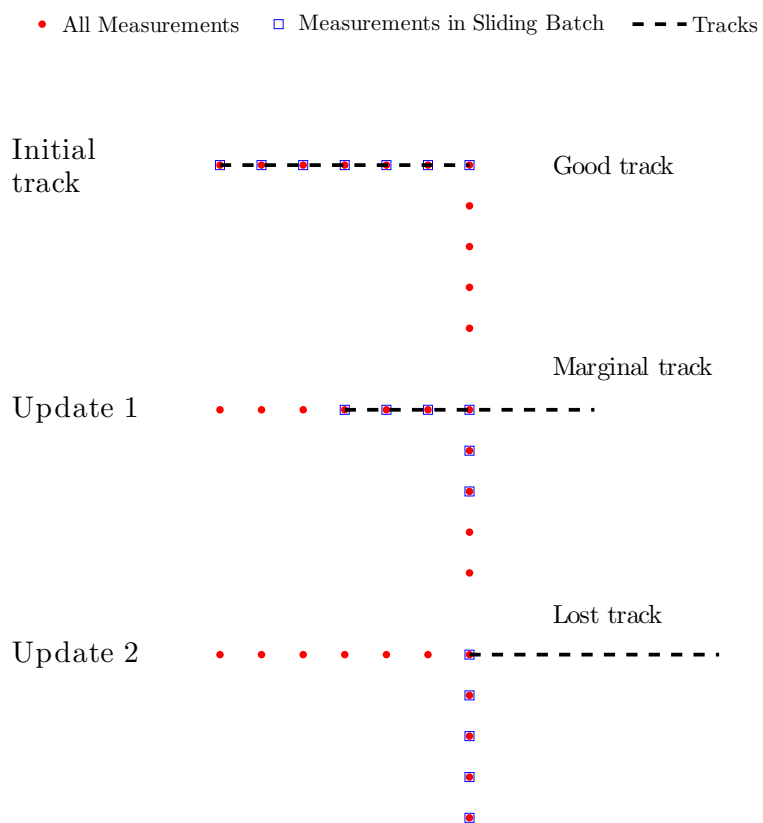 All Measurements Measurements in Sliding Batch Tracks
Initial
track
Good track
Marginal track
Update 1
Lost track
Update 2